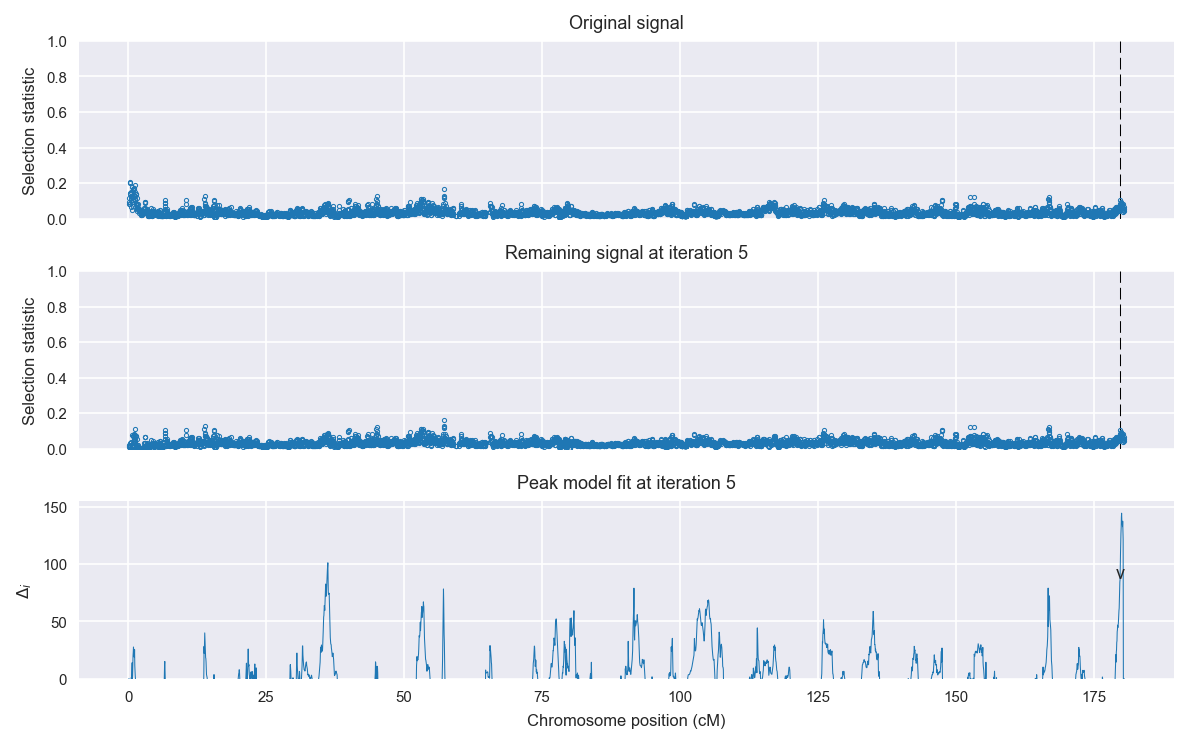 Original signal
1.0
0.8
0.6
0.4
0.2
0.0
Selection statistic
Remaining signal at iteration 5
1.0
0.8
0.6
0.4
0.2
0.0
Selection statistic
Peak model fit at iteration 5
150
100
50
0
Δi
v
0 25 50 75 100 125 150 175
Chromosome position (cM)